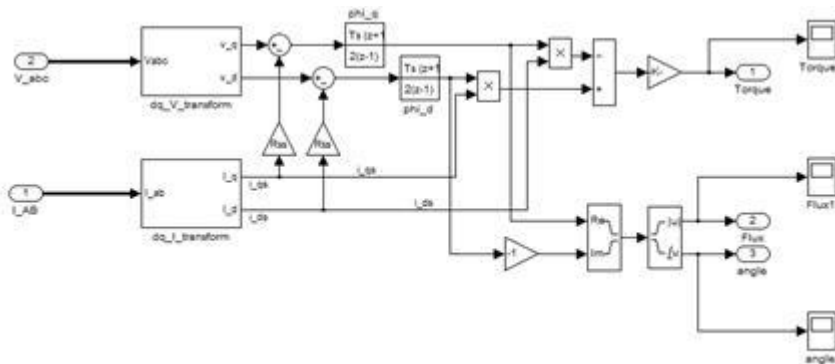 phi_q
Vabc
v_q
v_d
2
V_abc
dq_V_transform
Ts (z+1
2(z-1)
Ts (z+1
2(z-1)
phi_d
×
×
-
+
1
Torque
Torque
I_ab
I_q
I_d
i_qs
i_ds
i_qs
i_ds
1
I_AB
dq_I_transform
-1
Re
Im
|u|
2
Flux
3
angle
Flux1
angle